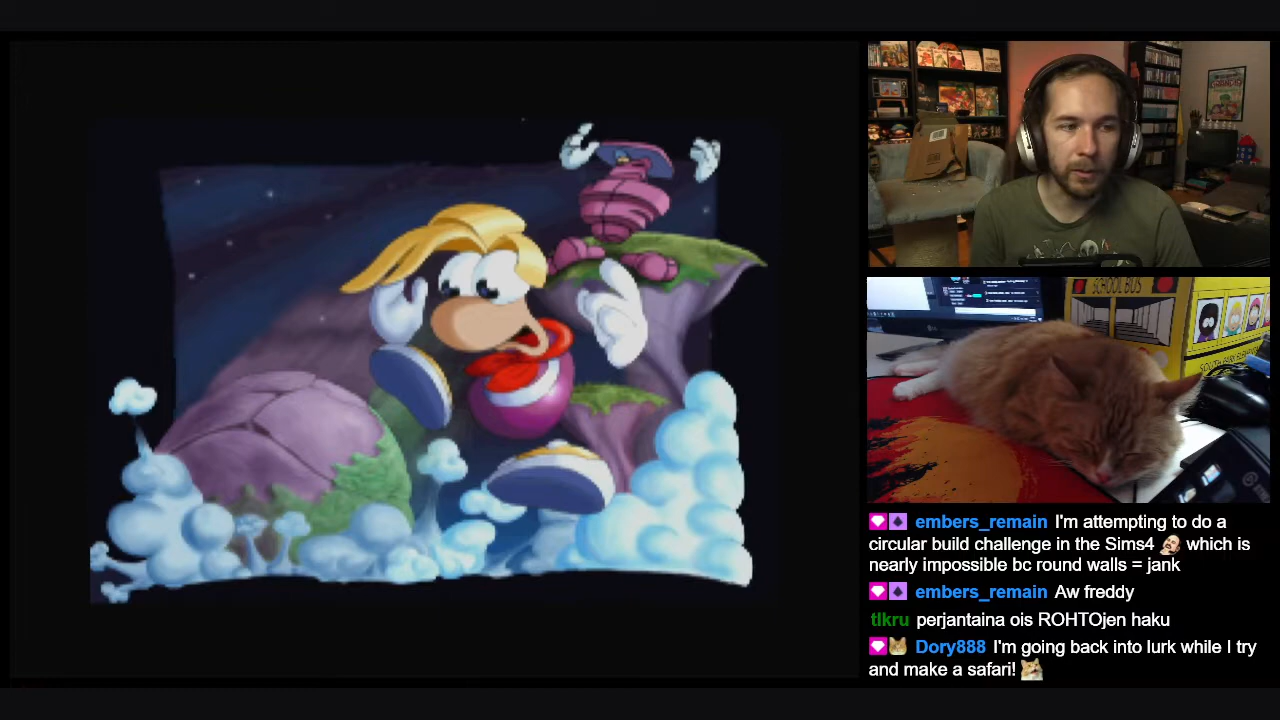 SCHOOL BUS
embers_remain I'm attempting to do a
circular build challenge in the Sims4 which is
nearly impossible bc round walls = jank
embers_remain Aw freddy
tlkru perjantaina ois ROHTOjen haku
Dory888 I'm going back into lurk while I try
and make a safari!